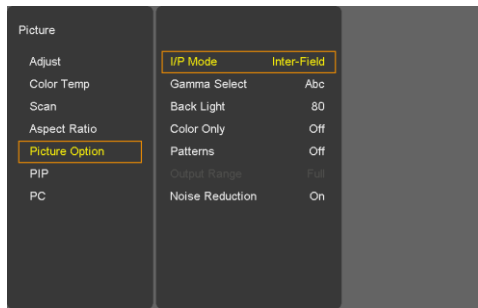 Picture
Adjust
Color Temp
Scan
Aspect Ratio
Picture Option
PIP
PC
I/P Mode Inter-Field
Gamma Select Abc
Back Light 80
Color Only Off
Patterns Off
Output Range Full
Noise Reduction On